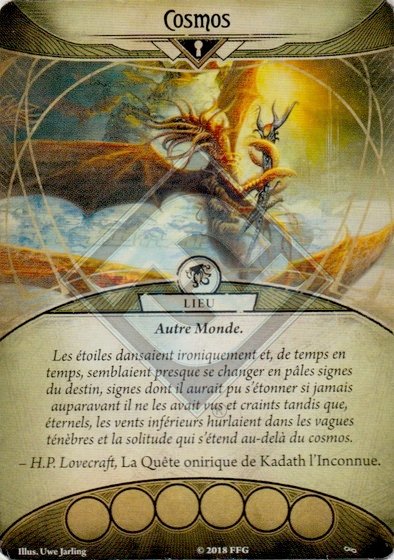 Cosmos
LIEU
Autre Monde.
Les étoiles dansaient ironiquement et, de temps en
temps, semblaient presque se changer en pâles signes
du destin, signes dont il aurait pu s'étonner si jamais
auparavant il ne les avait vus et craints tandis que,
éternels, les vents inférieurs hurlaient dans les vagues
ténèbres et la solitude qui s'étend au-delà du cosmos.
– H.P. Lovecraft, La Quête onirique de Kadath l'Inconnue.
Illus. Uwe Jarling
© 2018 FFG